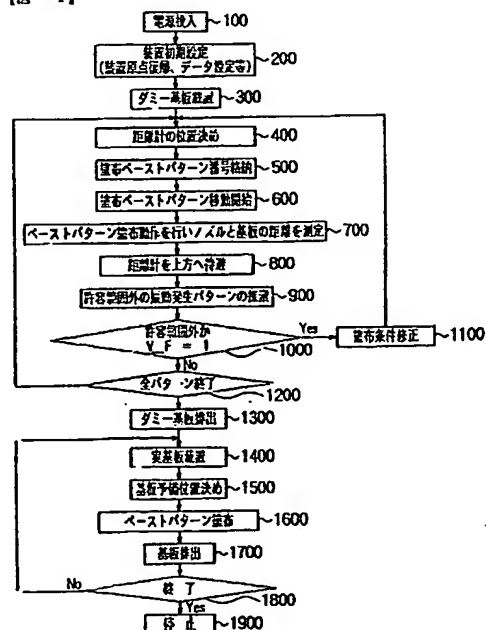 電源投入 100
装置初期設定
(装置原点復帰、データ設定等) 200
ダミー基板載置 300
距離計の位置決め 400
塗布ペーストパターン番号格納 500
塗布ペーストパターン移動開始 600
ペーストパターン塗布動作を行いノズルと基板の距離を測定 700
距離計を上方へ待避 800
許容範囲外の振動発生パターンの 900
許容範囲外か
V_F = 1 1000
Yes
塗布条件修正 1100
No
全パターン終了 1200
ダミー基板排出 1300
実基板載置 1400
基板予備位置決め 1500
ペーストパターン塗布 1600
基板排出 1700
No
終了 1800
Yes
停止 1900